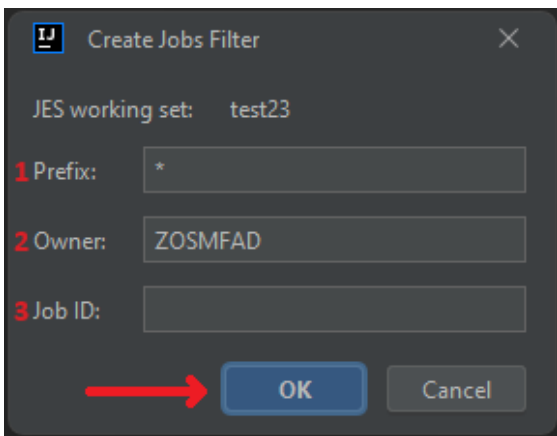 IJ Create Jobs Filter
JES working set: test23
1 Prefix: *
2 Owner: ZOSMFAD
3 Job ID:
OK Cancel